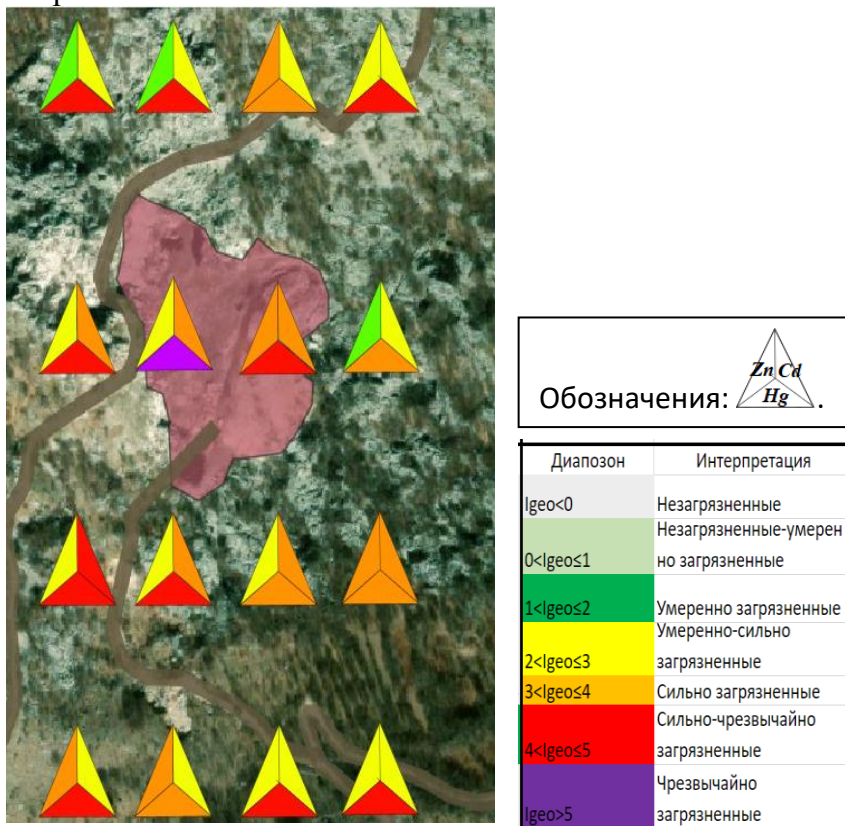 Обозначения: Zn Cd Hg .
Диапозон Интерпретация
Igeo<0 Незагрязненные
Незагрязненные-умерен
0<Igeo≤1 но загрязненные
1<Igeo≤2 Умеренно загрязненные
Умеренно-сильно
2<Igeo≤3 загрязненные
3<Igeo≤4 Сильно загрязненные
Сильно-чрезвычайно
4<Igeo≤5 загрязненные
Чрезвычайно
Igeo>5 загрязненные